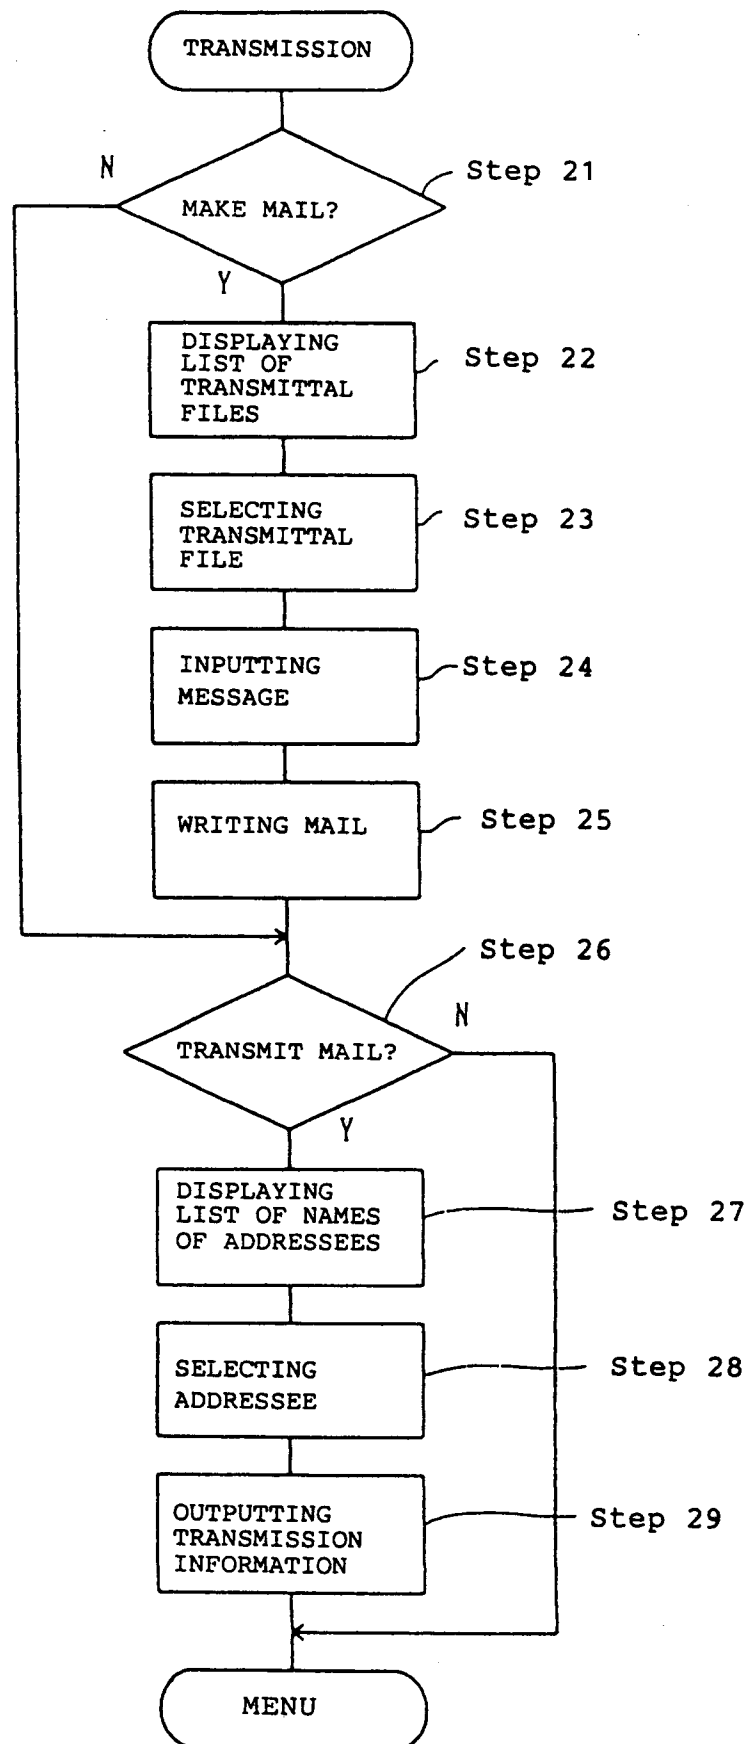 TRANSMISSION
N
Step 21
MAKE MAIL?
Y
DISPLAYING
LIST OF
TRANSMITTAL
FILES
Step 22
SELECTING
TRANSMITTAL
FILE
Step 23
INPUTTING
MESSAGE
Step 24
WRITING MAIL
Step 25
Step 26
N
TRANSMIT MAIL?
Y
DISPLAYING
LIST OF NAMES
OF ADDRESSEES
Step 27
SELECTING
ADDRESSEE
Step 28
OUTPUTTING
TRANSMISSION
INFORMATION
Step 29
MENU